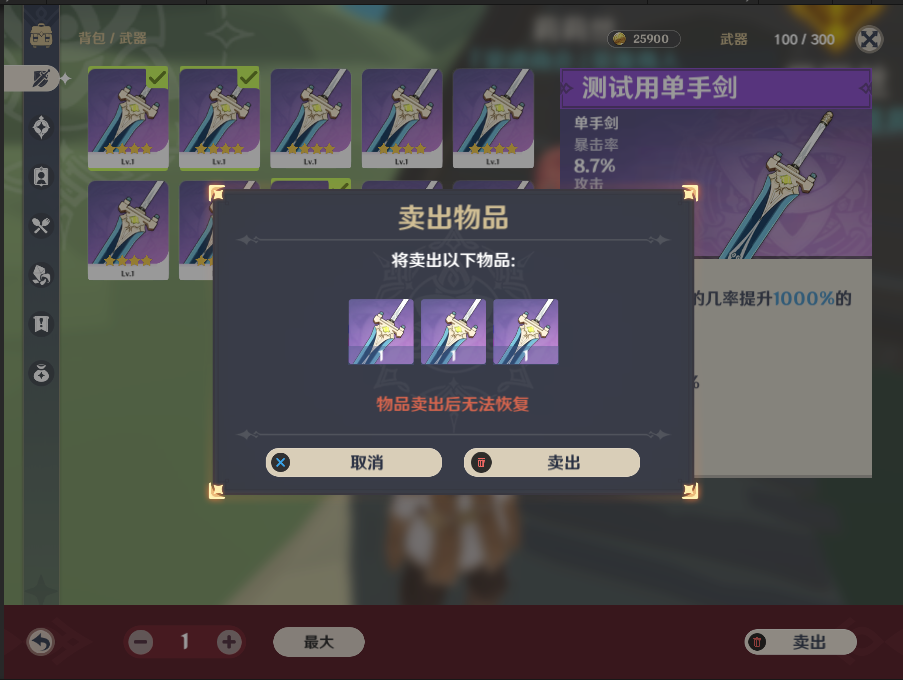 背包 / 武器
25900
武器
100 / 300
Lv.1
Lv.1
Lv.1
Lv.1
Lv.1
Lv.1
测试用单手剑
单手剑
暴击率
8.7%
攻击
的几率提升1000%的
%
卖出物品
将卖出以下物品:
1
1
1
物品卖出后无法恢复
取消
卖出
1
最大
卖出